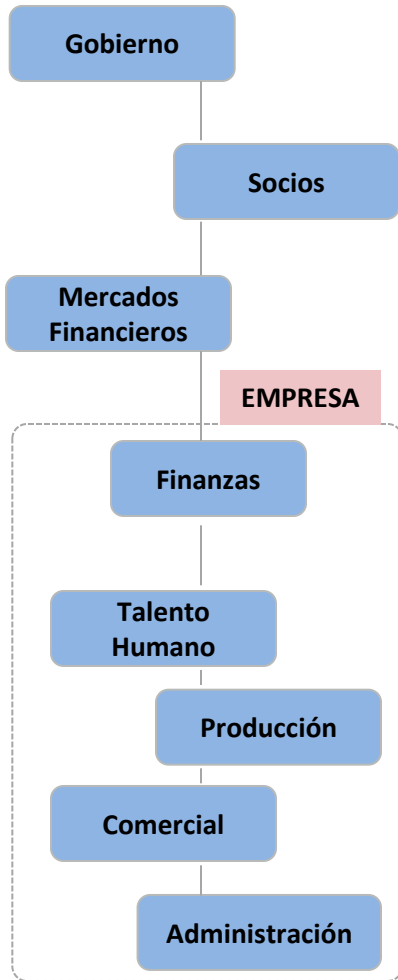 Gobierno
Socios
Mercados
Financieros
EMPRESA
Finanzas
Talento
Humano
Producción
Comercial
Administración